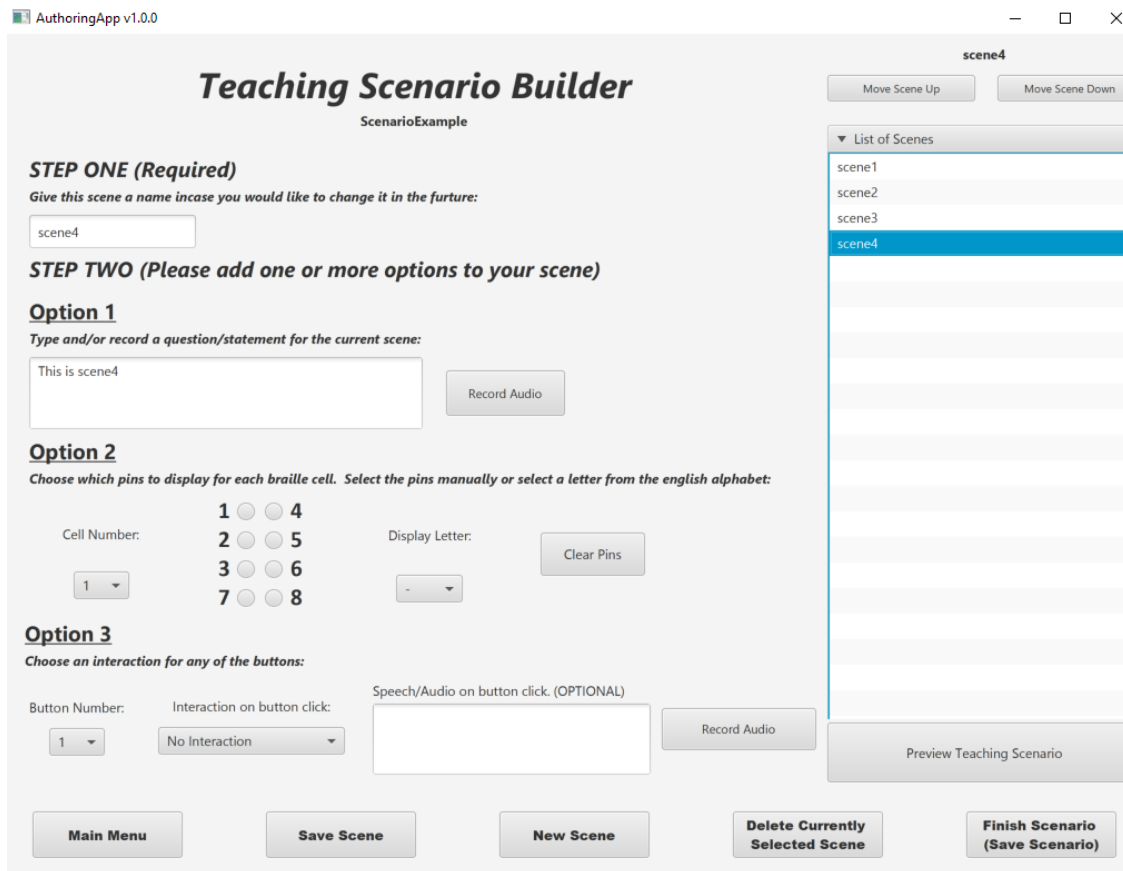 AuthoringApp v1.0.0
Teaching Scenario Builder
ScenarioExample
STEP ONE (Required)
Give this scene a name incase you would like to change it in the furture:
scene4
STEP TWO (Please add one or more options to your scene)
Option 1
Type and/or record a question/statement for the current scene:
This is scene4
Record Audio
Option 2
Choose which pins to display for each braille cell.  Select the pins manually or select a letter from the english alphabet:
Cell Number:
1
1 4
2 5
3 6
7 8
Display Letter:
-
Clear Pins
Option 3
Choose an interaction for any of the buttons:
Button Number:
1
Interaction on button click:
No Interaction
Speech/Audio on button click. (OPTIONAL)
Record Audio
scene4
Move Scene Up
Move Scene Down
List of Scenes
scene1
scene2
scene3
scene4
Preview Teaching Scenario
Main Menu
Save Scene
New Scene
Delete Currently
Selected Scene
Finish Scenario
(Save Scenario)